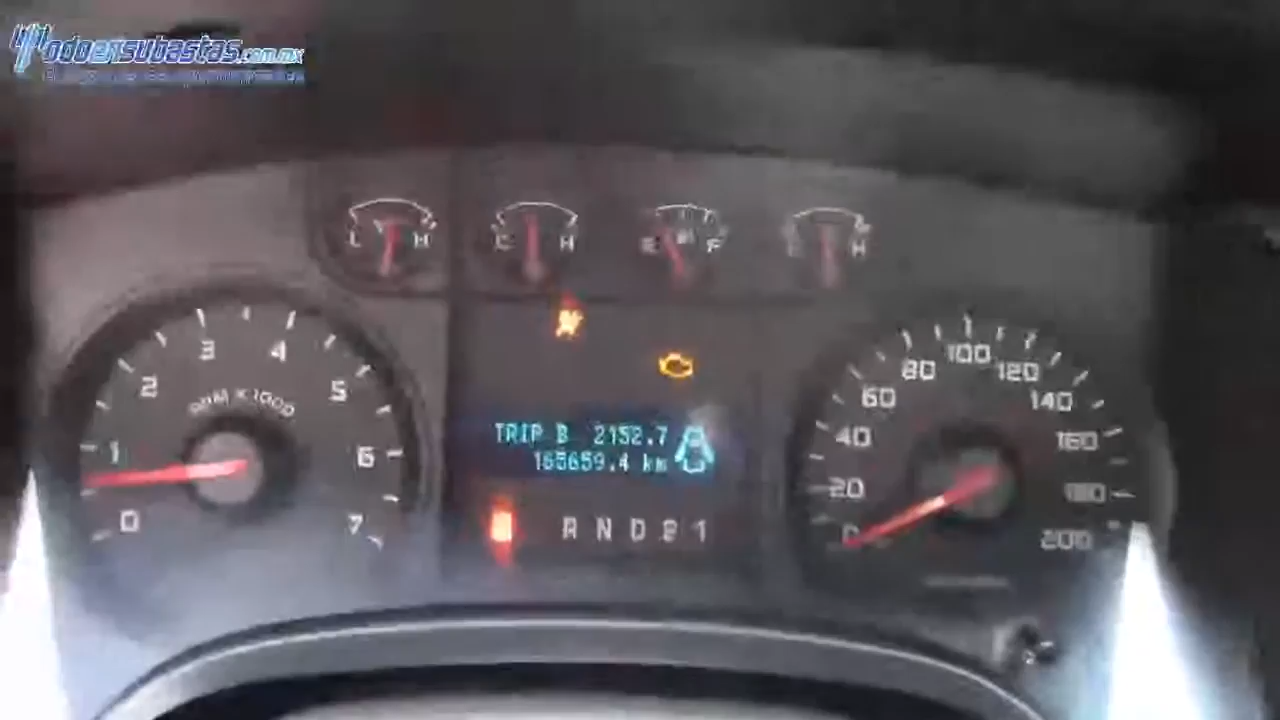 Todoensubastas.com.mx
L H
C H
E F
C H
0 1 2 3 4 5 6 7
RPM X 1000
0 20 40 60 80 100 120 140 160 180 200
TRIP B 2152.7
165659.4 km
R N D 2 1